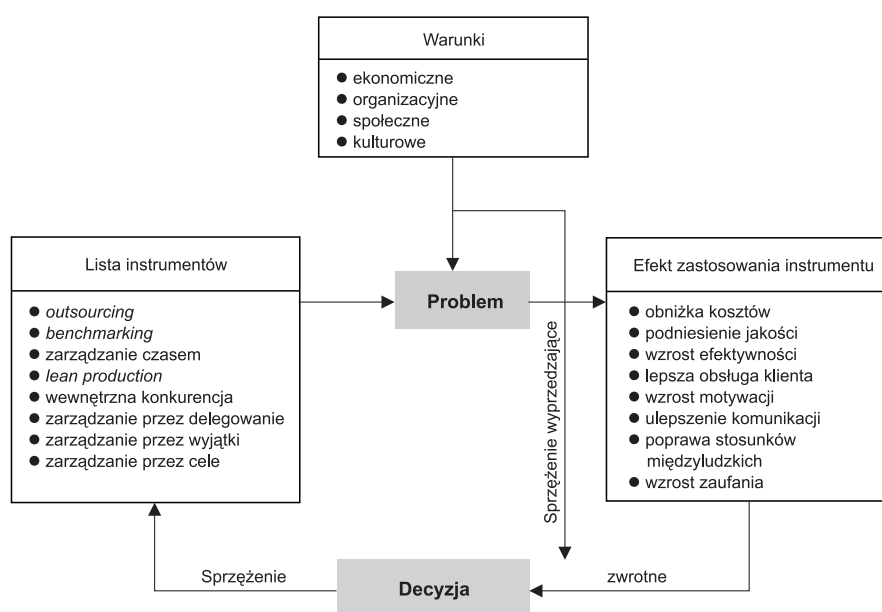 Warunki
● ekonomiczne
● organizacyjne
● społeczne
● kulturowe
Lista instrumentów
● outsourcing
● benchmarking
● zarządzanie czasem
● lean production
● wewnętrzna konkurencja
● zarządzanie przez delegowanie
● zarządzanie przez wyjątki
● zarządzanie przez cele
Problem
Sprzężenie wyprzedzające
Efekt zastosowania instrumentu
● obniżka kosztów
● podniesienie jakości
● wzrost efektywności
● lepsza obsługa klienta
● wzrost motywacji
● ulepszenie komunikacji
● poprawa stosunków
międzyludzkich
● wzrost zaufania
Sprzężenie
Decyzja
zwrotne